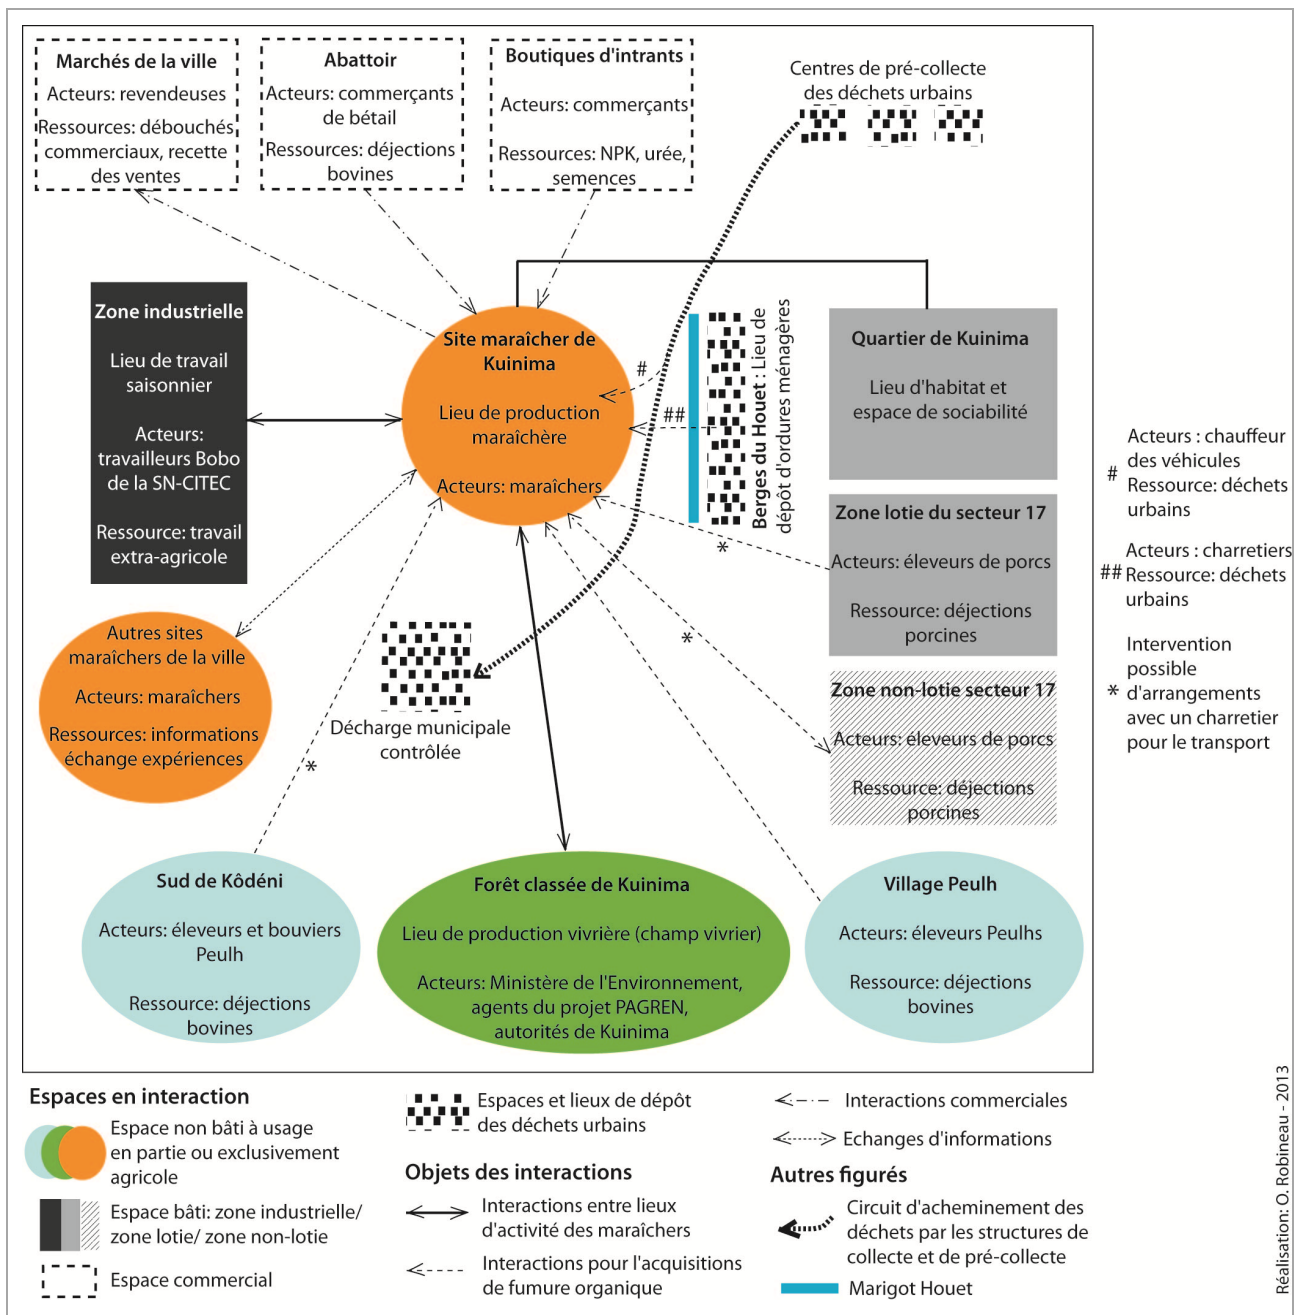 Marchés de la ville
Acteurs: revendeuses
Ressources: débouchés
commerciaux, recette
des ventes
Abattoir
Acteurs: commerçants
de bétail
Ressources: déjections
bovines
Boutiques d'intrants
Acteurs: commerçants
Ressources: NPK, urée,
semences
Centres de pré-collecte
des déchets urbains
Zone industrielle
Lieu de travail
saisonnier
Acteurs:
travailleurs Bobo
de la SN-CITEC
Ressource: travail
extra-agricole
Site maraîcher de
Kuinima
Lieu de production
maraîchère
Acteurs: maraîchers
#
##
Berges du Houet : Lieu de
dépôt d'ordures ménagères
Quartier de Kuinima
Lieu d'habitat et
espace de sociabilité
Zone lotie du secteur 17
Acteurs: éleveurs de porcs
Ressource: déjections
porcines
*
*
Zone non-lotie secteur 17
Acteurs: éleveurs de porcs
Ressource: déjections
porcines
# Acteurs : chauffeur
des véhicules
Ressource: déchets
urbains
## Acteurs : charretiers
Ressource: déchets
urbains
* Intervention
possible
d'arrangements
avec un charretier
pour le transport
Autres sites
maraîchers de la ville
Acteurs: maraîchers
Ressources: informations
échange expériences
*
Décharge municipale
contrôlée
Sud de Kôdéni
Acteurs: éleveurs et bouviers
Peulh
Ressource: déjections
bovines
Forêt classée de Kuinima
Lieu de production vivrière (champ vivrier)
Acteurs: Ministère de l'Environnement,
agents du projet PAGREN,
autorités de Kuinima
Village Peulh
Acteurs: éleveurs Peulhs
Ressource: déjections
bovines
Espaces en interaction
Espace non bâti à usage
en partie ou exclusivement
agricole
Espace bâti: zone industrielle/
zone lotie/ zone non-lotie
Espace commercial
Espaces et lieux de dépôt
des déchets urbains
Objets des interactions
Interactions entre lieux
d'activité des maraîchers
Interactions pour l'acquisitions
de fumure organique
Interactions commerciales
Echanges d'informations
Autres figurés
Circuit d'acheminement des
déchets par les structures de
collecte et de pré-collecte
Marigot Houet
Réalisation: O. Robineau - 2013